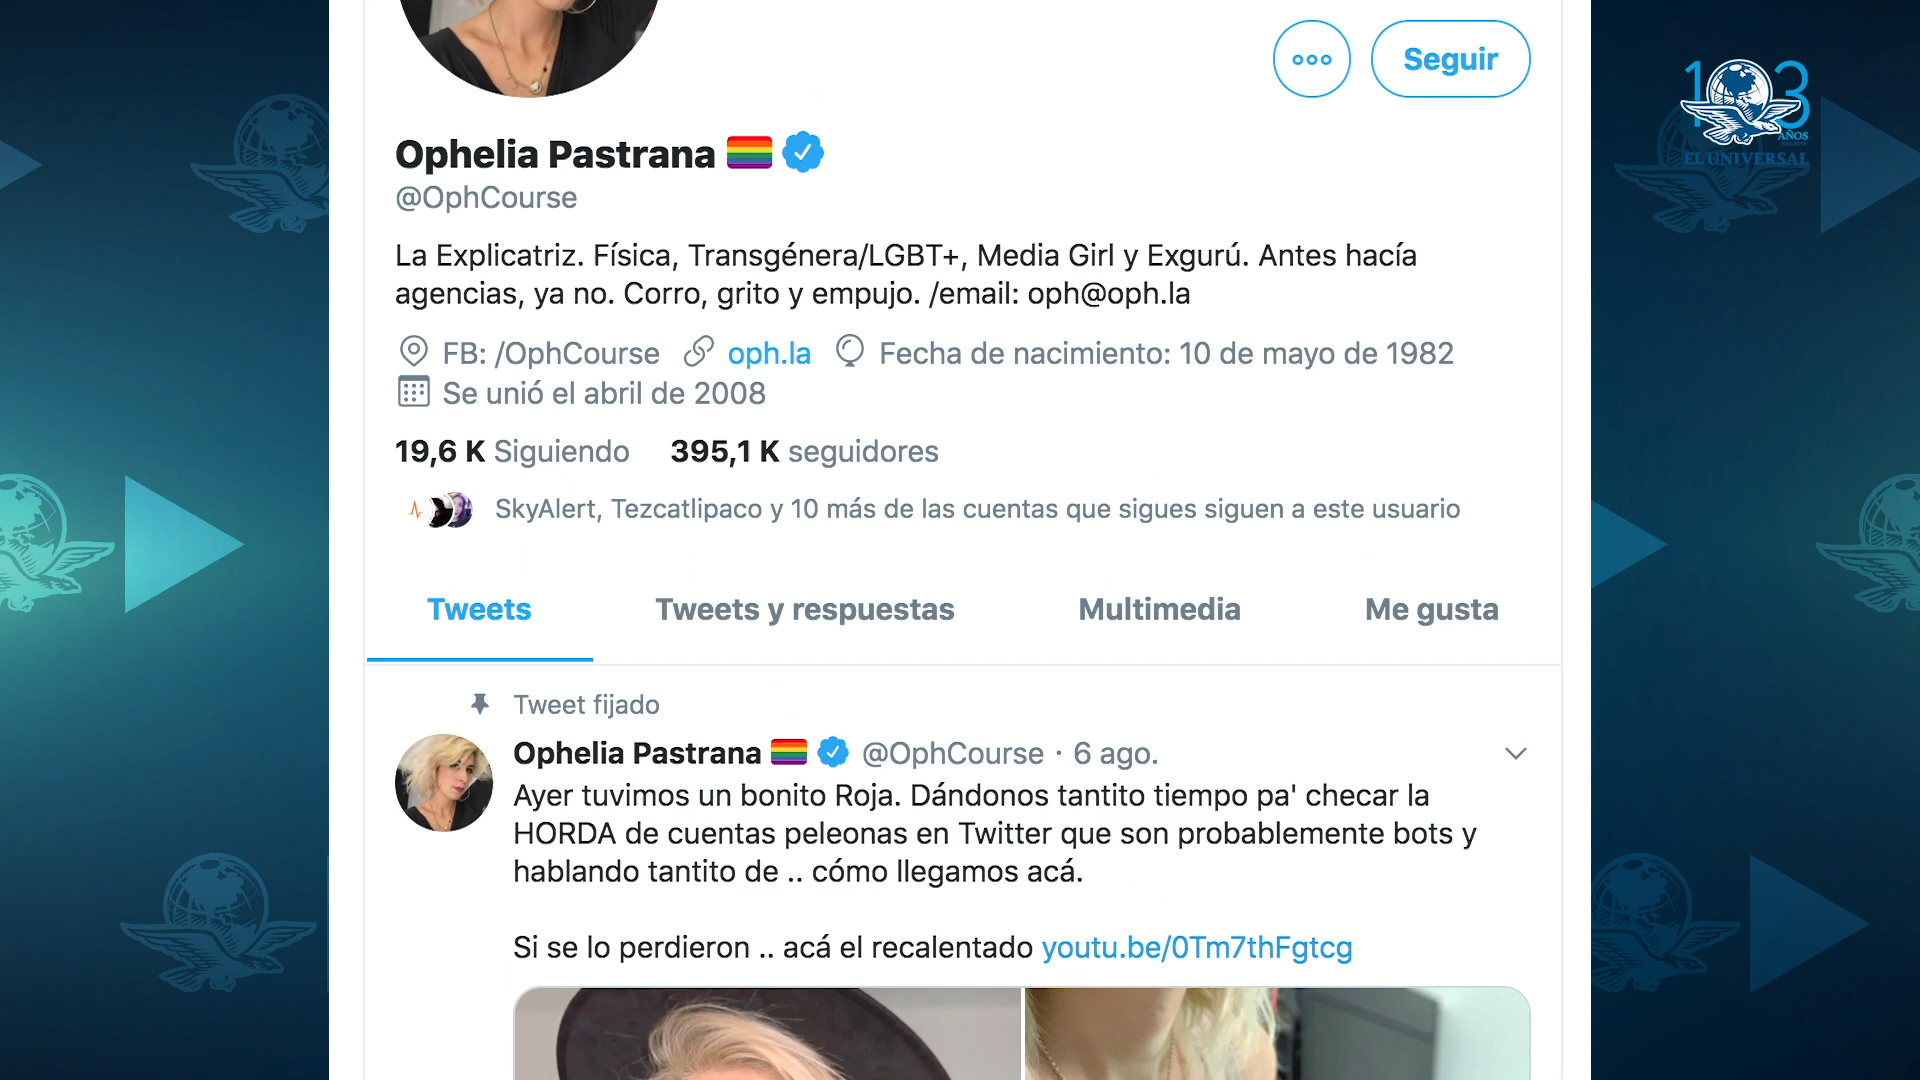 Seguir
103
AÑOS
EL UNIVERSAL
Ophelia Pastrana
@OphCourse
La Explicatriz. Física, Transgénera/LGBT+, Media Girl y Exgurú. Antes hacía
agencias, ya no. Corro, grito y empujo. /email: oph@oph.la
FB: /OphCourse oph.la Fecha de nacimiento: 10 de mayo de 1982
Se unió el abril de 2008
19,6 K Siguiendo 395,1 K seguidores
SkyAlert, Tezcatlipaco y 10 más de las cuentas que sigues siguen a este usuario
Tweets Tweets y respuestas Multimedia Me gusta
Tweet fijado
Ophelia Pastrana @OphCourse · 6 ago.
Ayer tuvimos un bonito Roja. Dándonos tantito tiempo pa' checar la
HORDA de cuentas peleonas en Twitter que son probablemente bots y
hablando tantito de .. cómo llegamos acá.
Si se lo perdieron .. acá el recalentado youtu.be/0Tm7thFgtcg